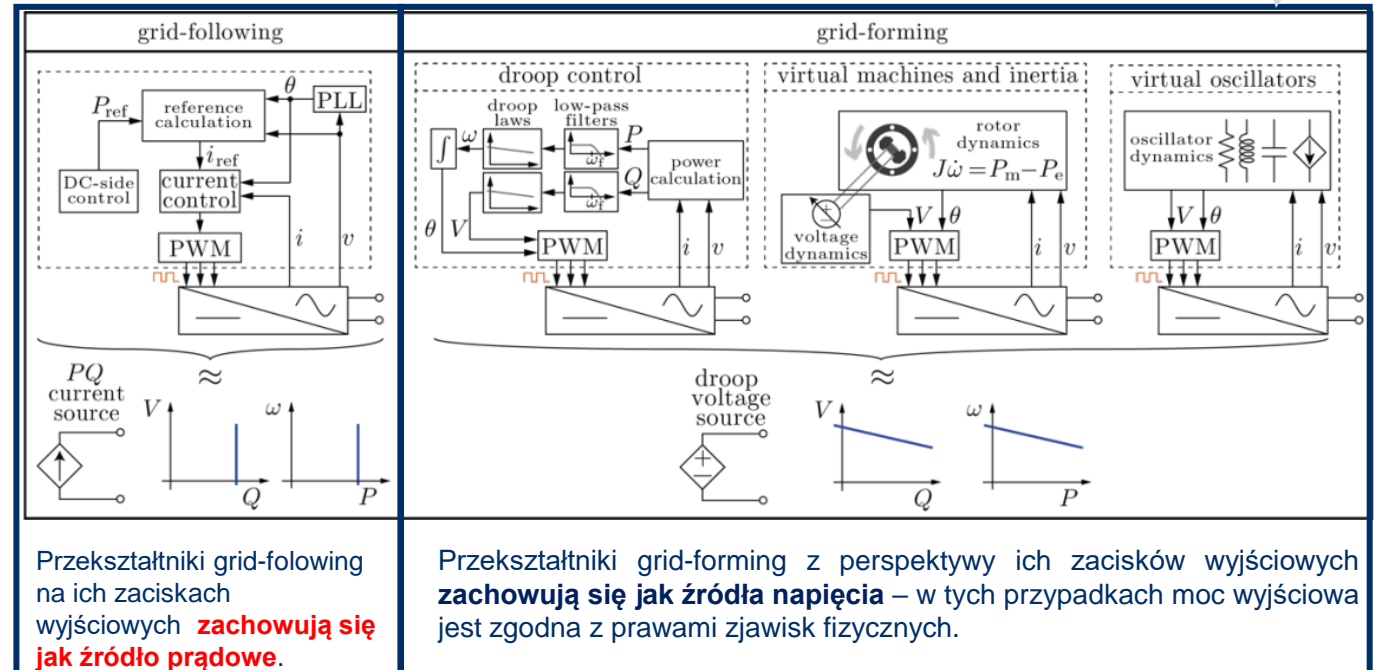 grid-following
grid-forming
θ
PLL
P_ref
reference
calculation
i_ref
DC-side
control
current
control
PWM
i
v
droop control
droop
laws
low-pass
filters
∫
ω
ω_f
P
power
calculation
Q
ω_f
θ
V
PWM
i
v
virtual machines and inertia
rotor
dynamics
Jω̇ = P_m − P_e
voltage
dynamics
V
θ
PWM
i
v
virtual oscillators
oscillator
dynamics
V
θ
PWM
i
v
≈
PQ
current
source
V
Q
ω
P
≈
droop
voltage
source
V
Q
ω
P
Przekształtniki grid-folowing
na ich zaciskach
wyjściowych zachowują się
jak źródło prądowe.
Przekształtniki grid-forming z perspektywy ich zacisków wyjściowych
zachowują się jak źródła napięcia – w tych przypadkach moc wyjściowa
jest zgodna z prawami zjawisk fizycznych.